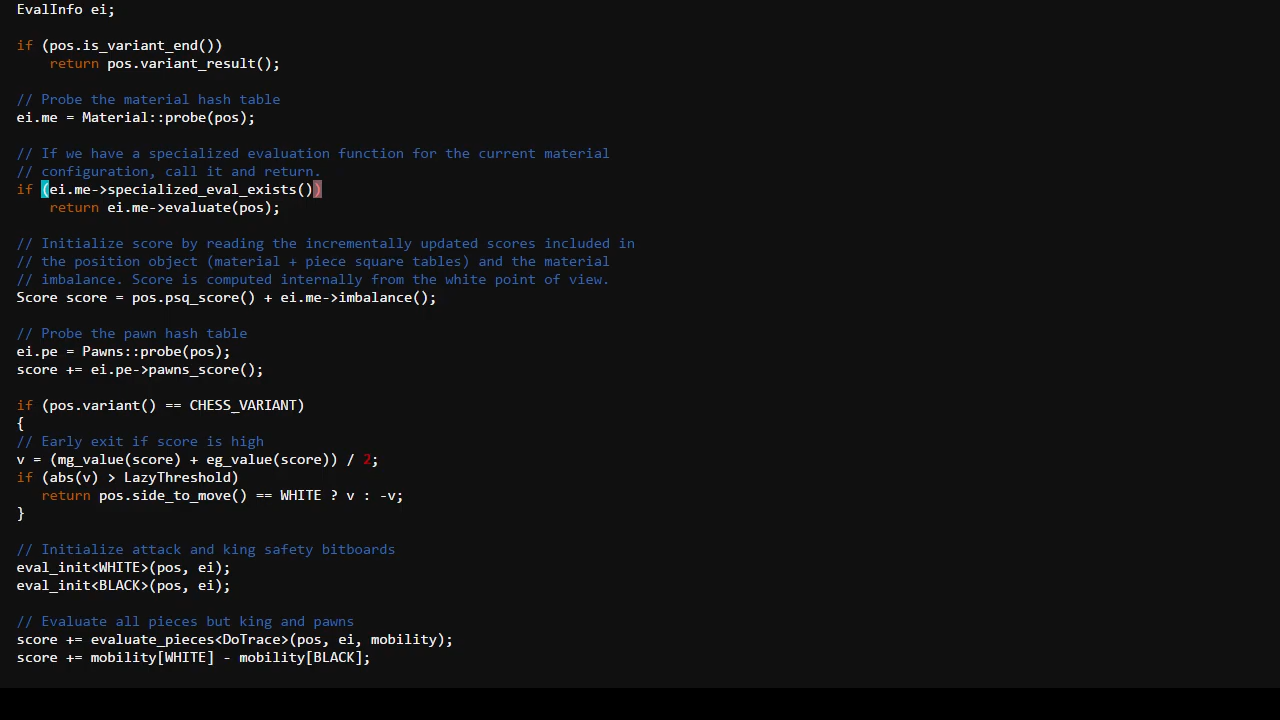 EvalInfo ei;
if (pos.is_variant_end())
return pos.variant_result();
// Probe the material hash table
ei.me = Material::probe(pos);
// If we have a specialized evaluation function for the current material
// configuration, call it and return.
if (ei.me->specialized_eval_exists())
return ei.me->evaluate(pos);
// Initialize score by reading the incrementally updated scores included in
// the position object (material + piece square tables) and the material
// imbalance. Score is computed internally from the white point of view.
Score score = pos.psq_score() + ei.me->imbalance();
// Probe the pawn hash table
ei.pe = Pawns::probe(pos);
score += ei.pe->pawns_score();
if (pos.variant() == CHESS_VARIANT)
{
// Early exit if score is high
v = (mg_value(score) + eg_value(score)) / 2;
if (abs(v) > LazyThreshold)
return pos.side_to_move() == WHITE ? v : -v;
}
// Initialize attack and king safety bitboards
eval_init<WHITE>(pos, ei);
eval_init<BLACK>(pos, ei);
// Evaluate all pieces but king and pawns
score += evaluate_pieces<DoTrace>(pos, ei, mobility);
score += mobility[WHITE] - mobility[BLACK];